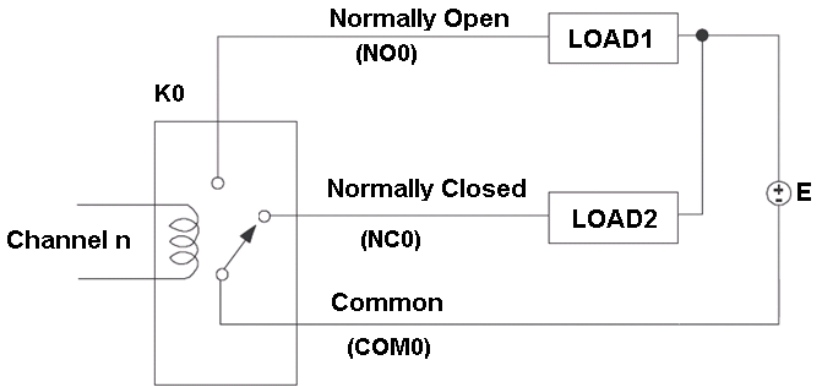 Normally Open
(NO0)
LOAD1
K0
Normally Closed
(NC0)
LOAD2
E
Channel n
Common
(COM0)